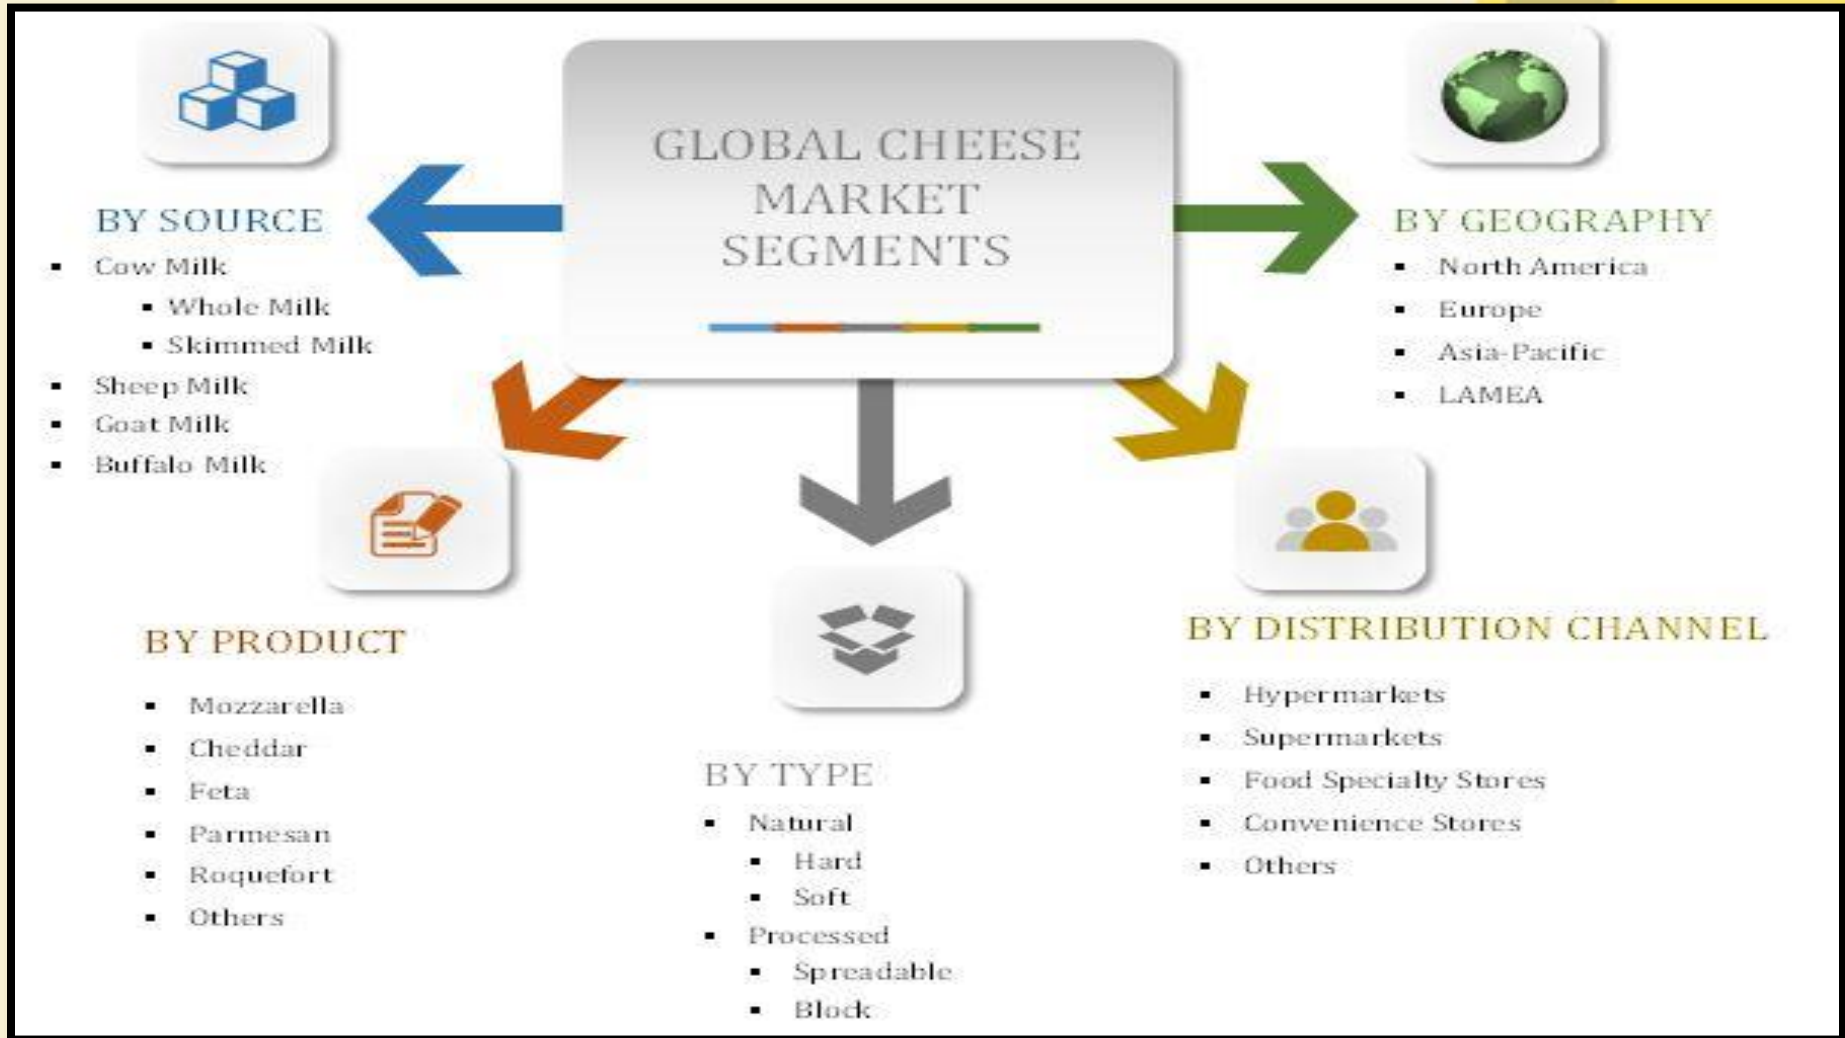 GLOBAL CHEESE
MARKET
SEGMENTS
BY SOURCE
Cow Milk
Whole Milk
Skimmed Milk
Sheep Milk
Goat Milk
Buffalo Milk
BY PRODUCT
Mozzarella
Cheddar
Feta
Parmesan
Roquefort
Others
BY TYPE
Natural
Hard
Soft
Processed
Spreadable
Block
BY DISTRIBUTION CHANNEL
Hypermarkets
Supermarkets
Food Specialty Stores
Convenience Stores
Others
BY GEOGRAPHY
North America
Europe
Asia-Pacific
LAMEA